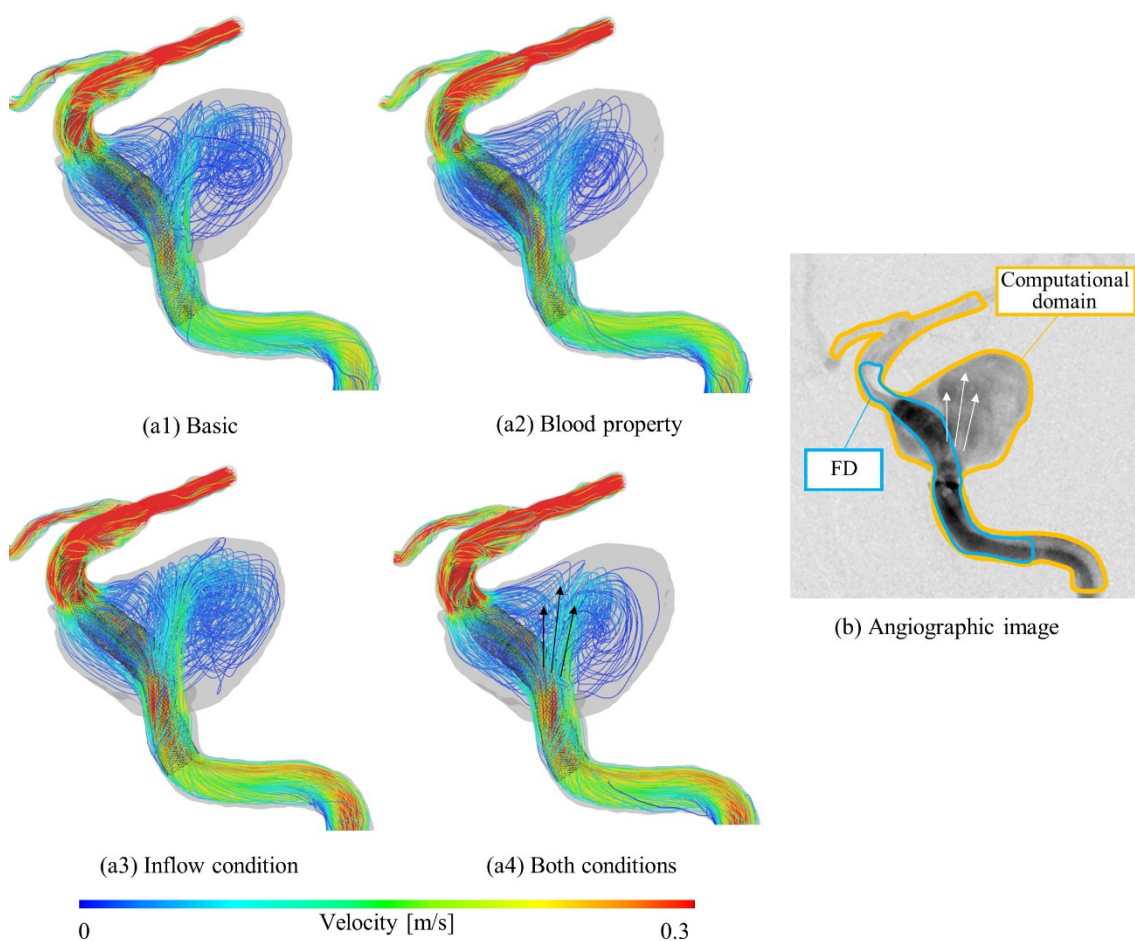 (a1) Basic
(a2) Blood property
Computational
domain
FD
(b) Angiographic image
(a3) Inflow condition
(a4) Both conditions
0
Velocity [m/s]
0.3